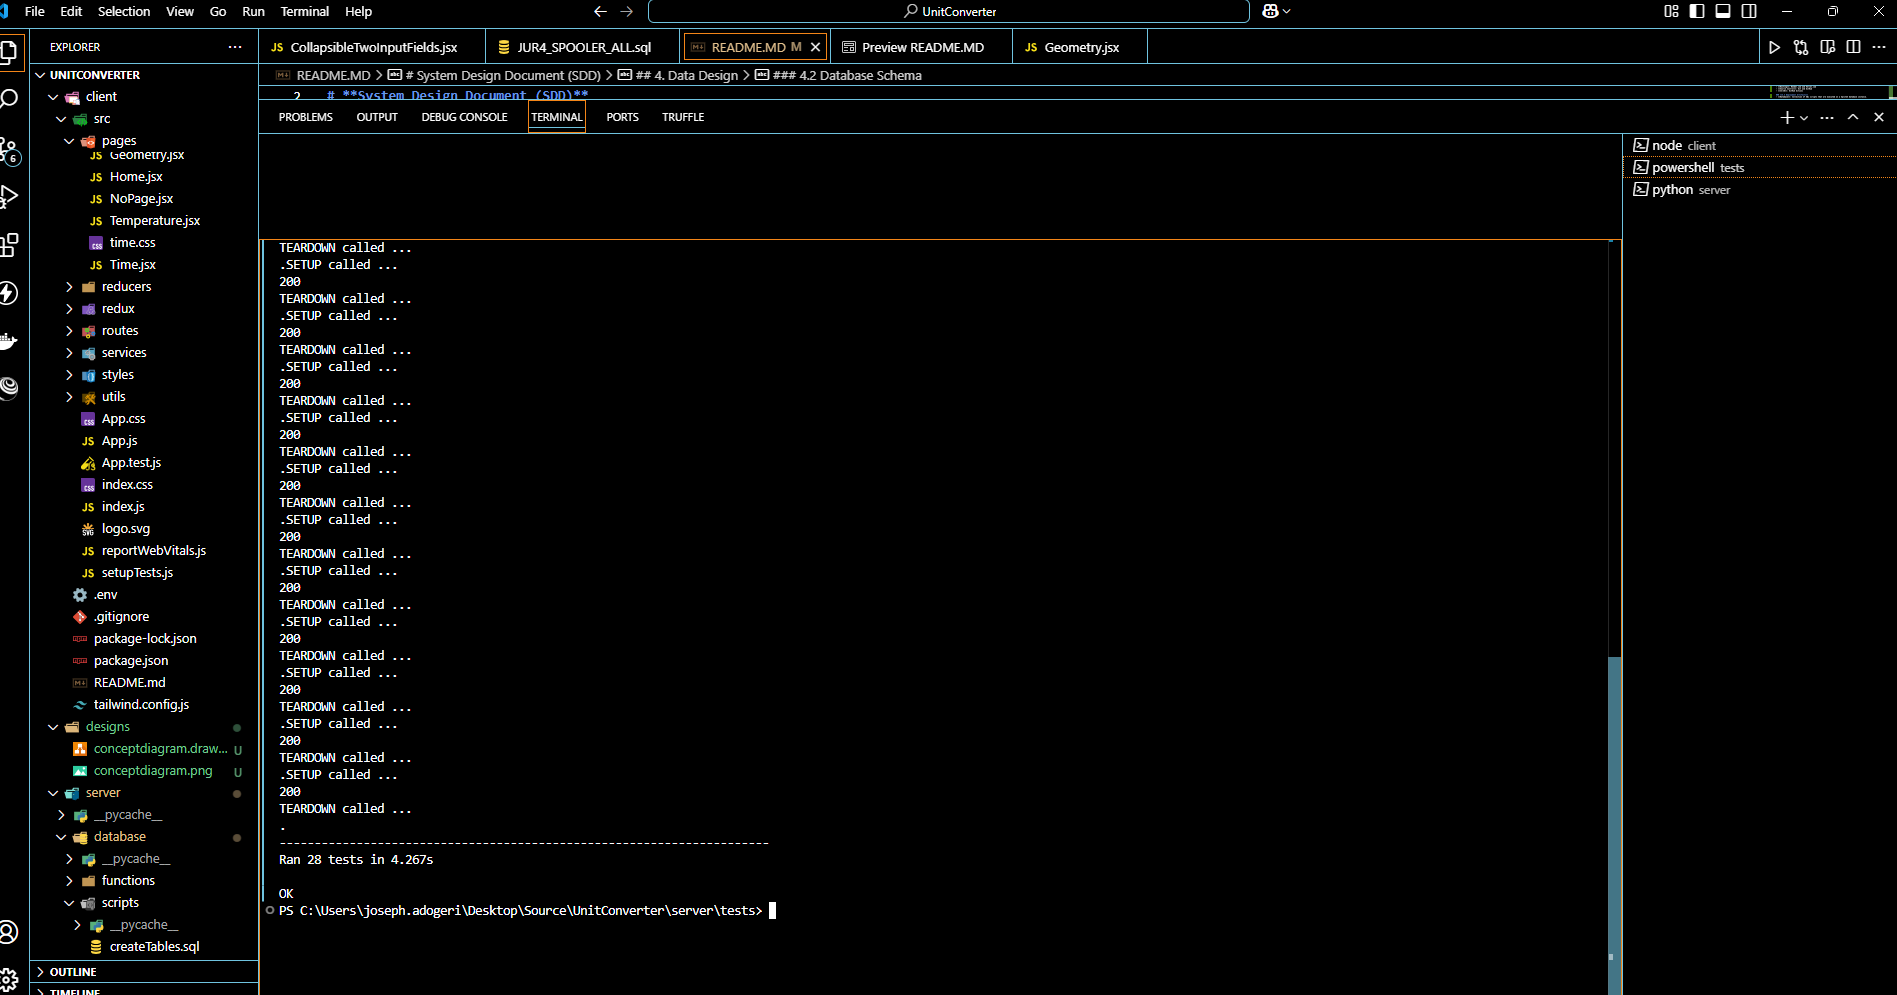 File Edit Selection View Go Run Terminal Help
UnitConverter
EXPLORER
UNITCONVERTER
client
src
pages
Geometry.jsx
Home.jsx
NoPage.jsx
Temperature.jsx
time.css
Time.jsx
reducers
redux
routes
services
styles
utils
App.css
App.js
App.test.js
index.css
index.js
logo.svg
reportWebVitals.js
setupTests.js
.env
.gitignore
package-lock.json
package.json
README.md
tailwind.config.js
designs
conceptdiagram.draw... U
conceptdiagram.png U
server
__pycache__
database
__pycache__
functions
scripts
__pycache__
createTables.sql
OUTLINE
TIMELINE
6
CollapsibleTwoInputFields.jsx
JUR4_SPOOLER_ALL.sql
README.MD M
Preview README.MD
Geometry.jsx
README.MD > # System Design Document (SDD) > ## 4. Data Design > ### 4.2 Database Schema
2 # **System Design Document (SDD)**
PROBLEMS OUTPUT DEBUG CONSOLE TERMINAL PORTS TRUFFLE
TEARDOWN called ...
.SETUP called ...
200
TEARDOWN called ...
.SETUP called ...
200
TEARDOWN called ...
.SETUP called ...
200
TEARDOWN called ...
.SETUP called ...
200
TEARDOWN called ...
.SETUP called ...
200
TEARDOWN called ...
.SETUP called ...
200
TEARDOWN called ...
.SETUP called ...
200
TEARDOWN called ...
.SETUP called ...
200
TEARDOWN called ...
.SETUP called ...
200
TEARDOWN called ...
.SETUP called ...
200
TEARDOWN called ...
.SETUP called ...
200
TEARDOWN called ...
.
----------------------------------------------------------------------
Ran 28 tests in 4.267s
OK
PS C:\Users\joseph.adogeri\Desktop\Source\UnitConverter\server\tests>
node client
powershell tests
python server